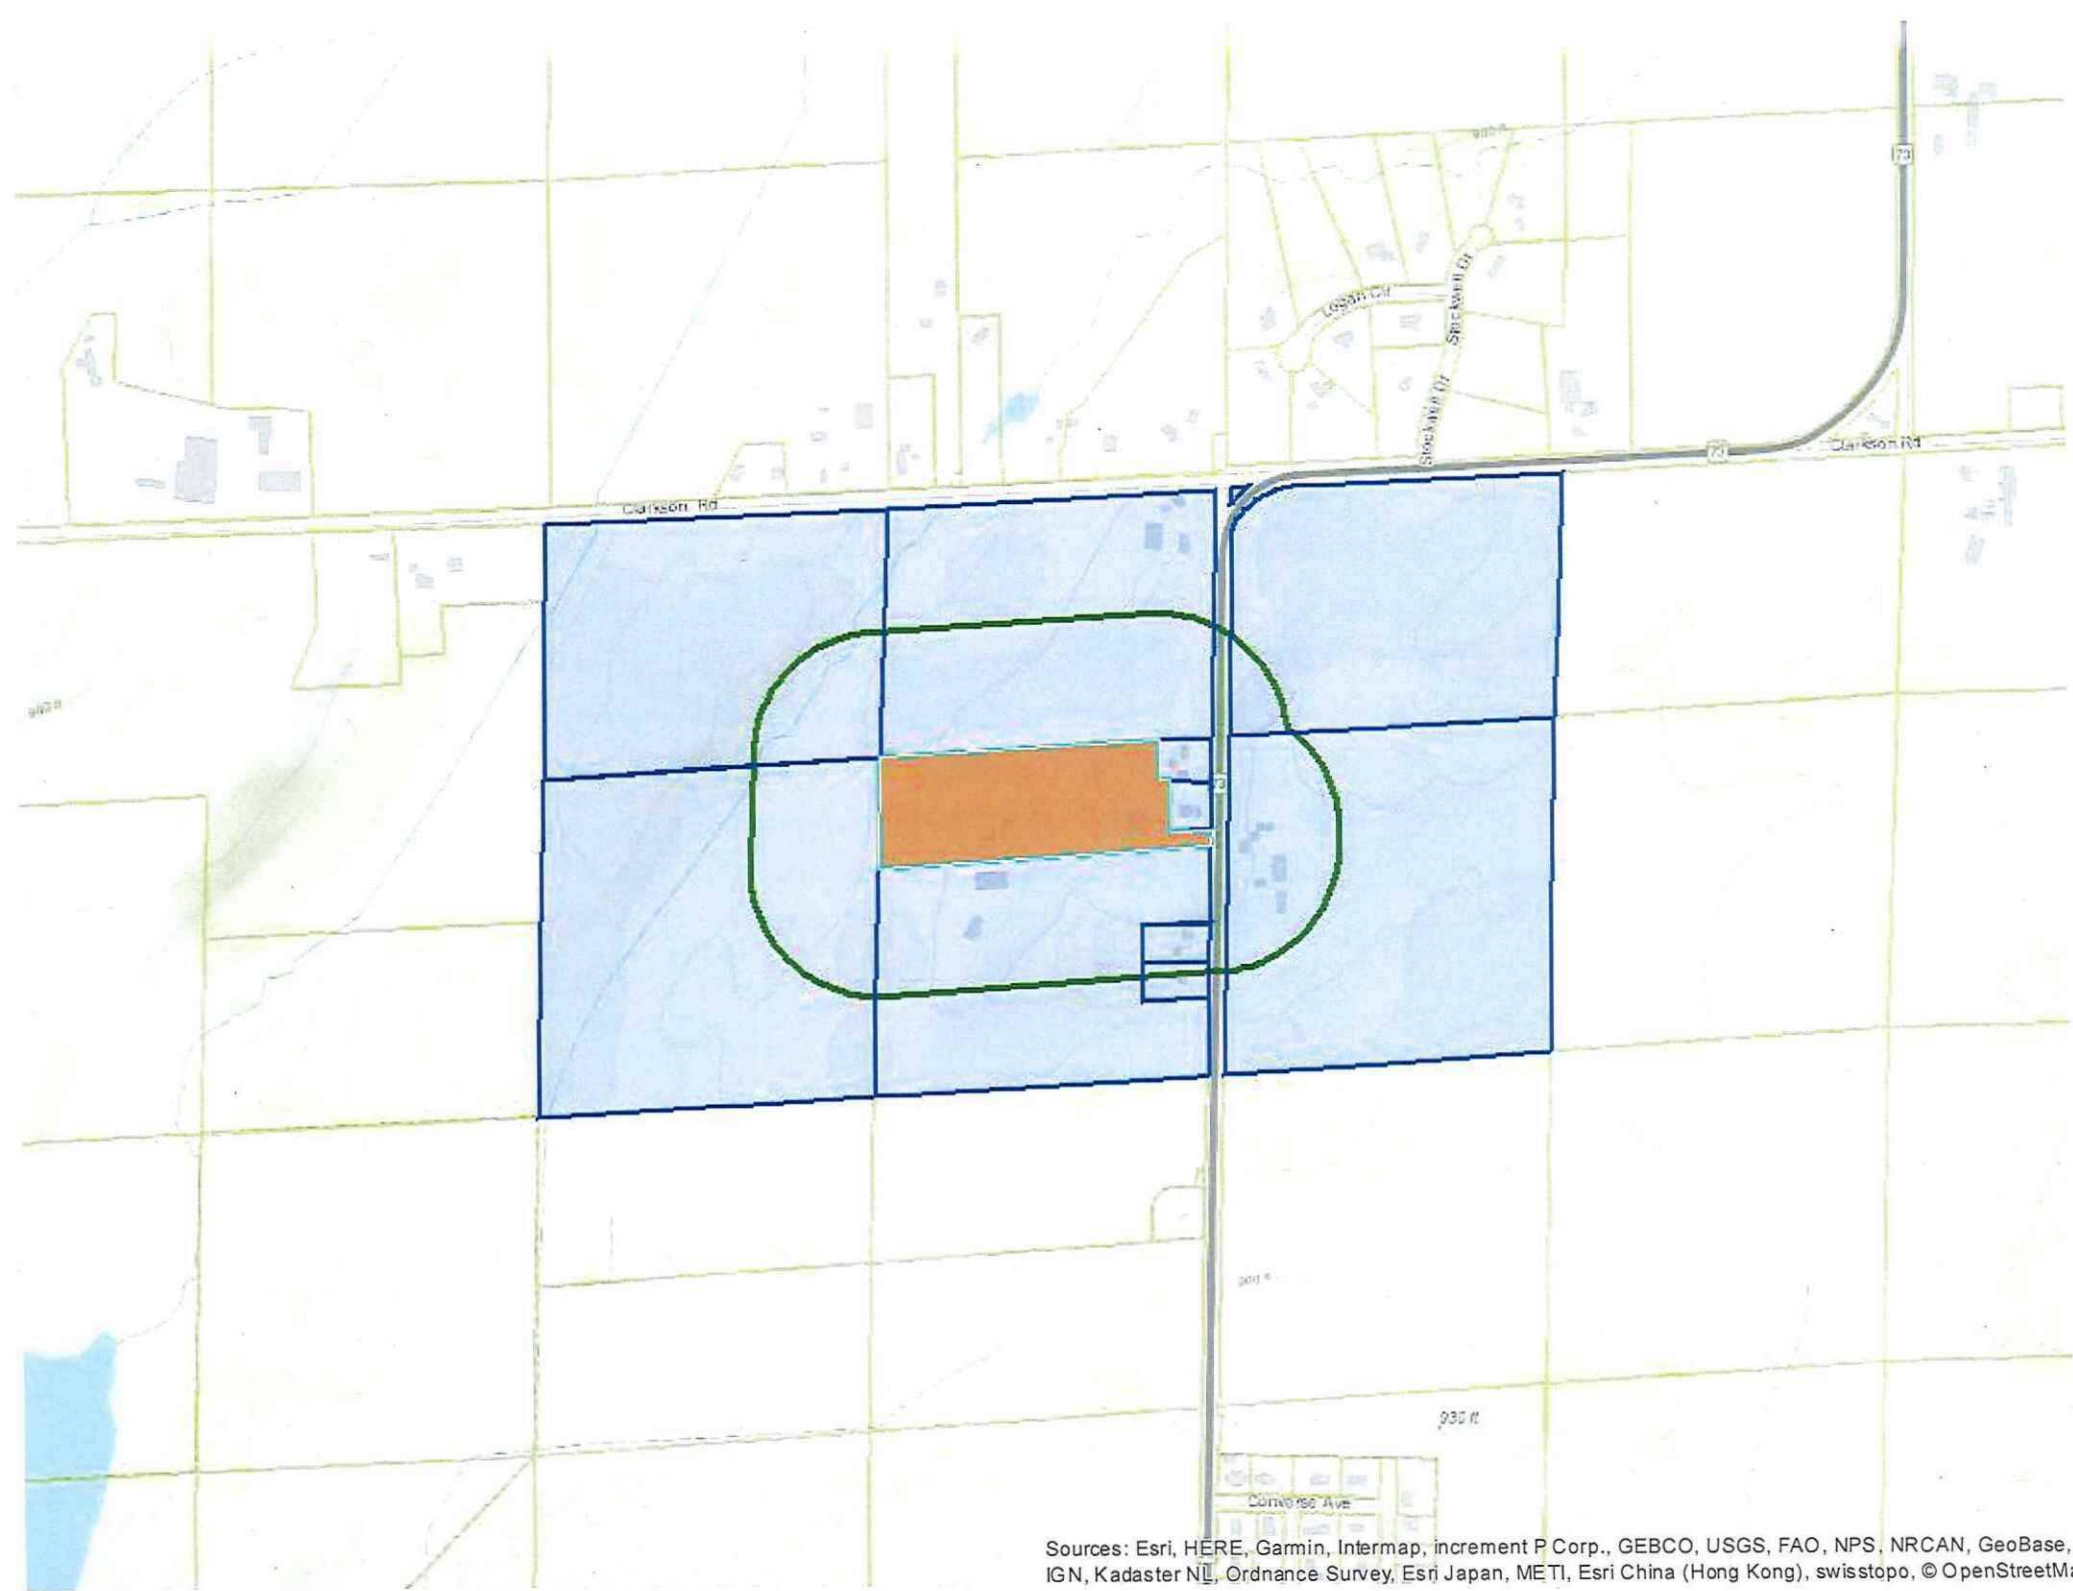 73
Logan Cir
Stockwell Dr
Stockwell Dr
Clarkson Rd
73
Clarkson Rd
73
930 ft
Converse Ave
Sources: Esri, HERE, Garmin, Intermap, increment P Corp., GEBCO, USGS, FAO, NPS, NRCAN, GeoBase,
IGN, Kadaster NL, Ordnance Survey, Esri Japan, METI, Esri China (Hong Kong), swisstopo, © OpenStreetMa